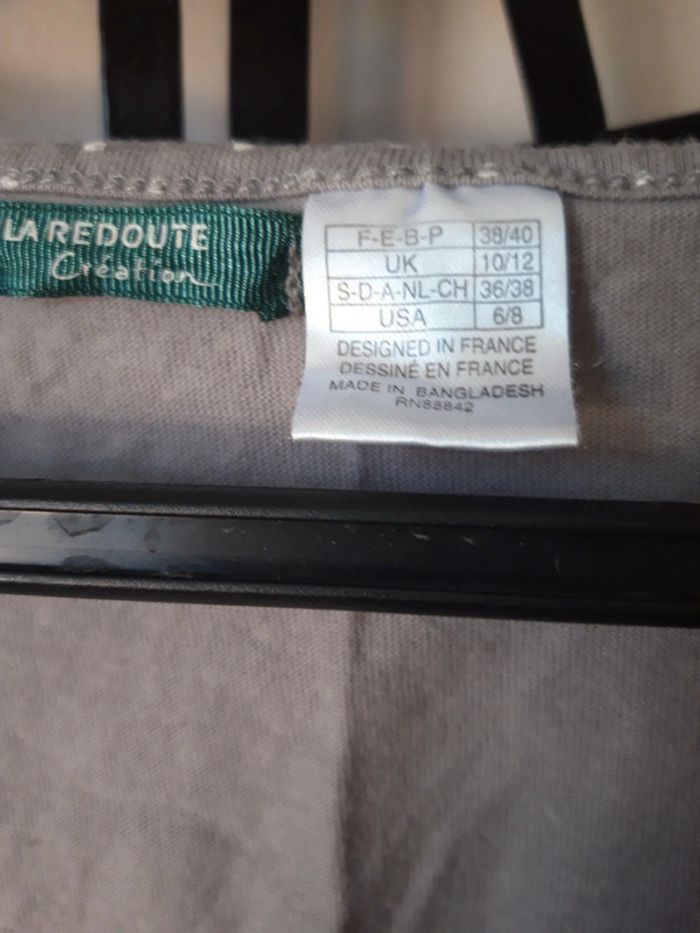 LA REDOUTE
Création
F-E-B-P 38/40
UK 10/12
S-D-A-NL-CH 36/38
USA 6/8
DESIGNED IN FRANCE
DESSINÉ EN FRANCE
MADE IN BANGLADESH
RN88842